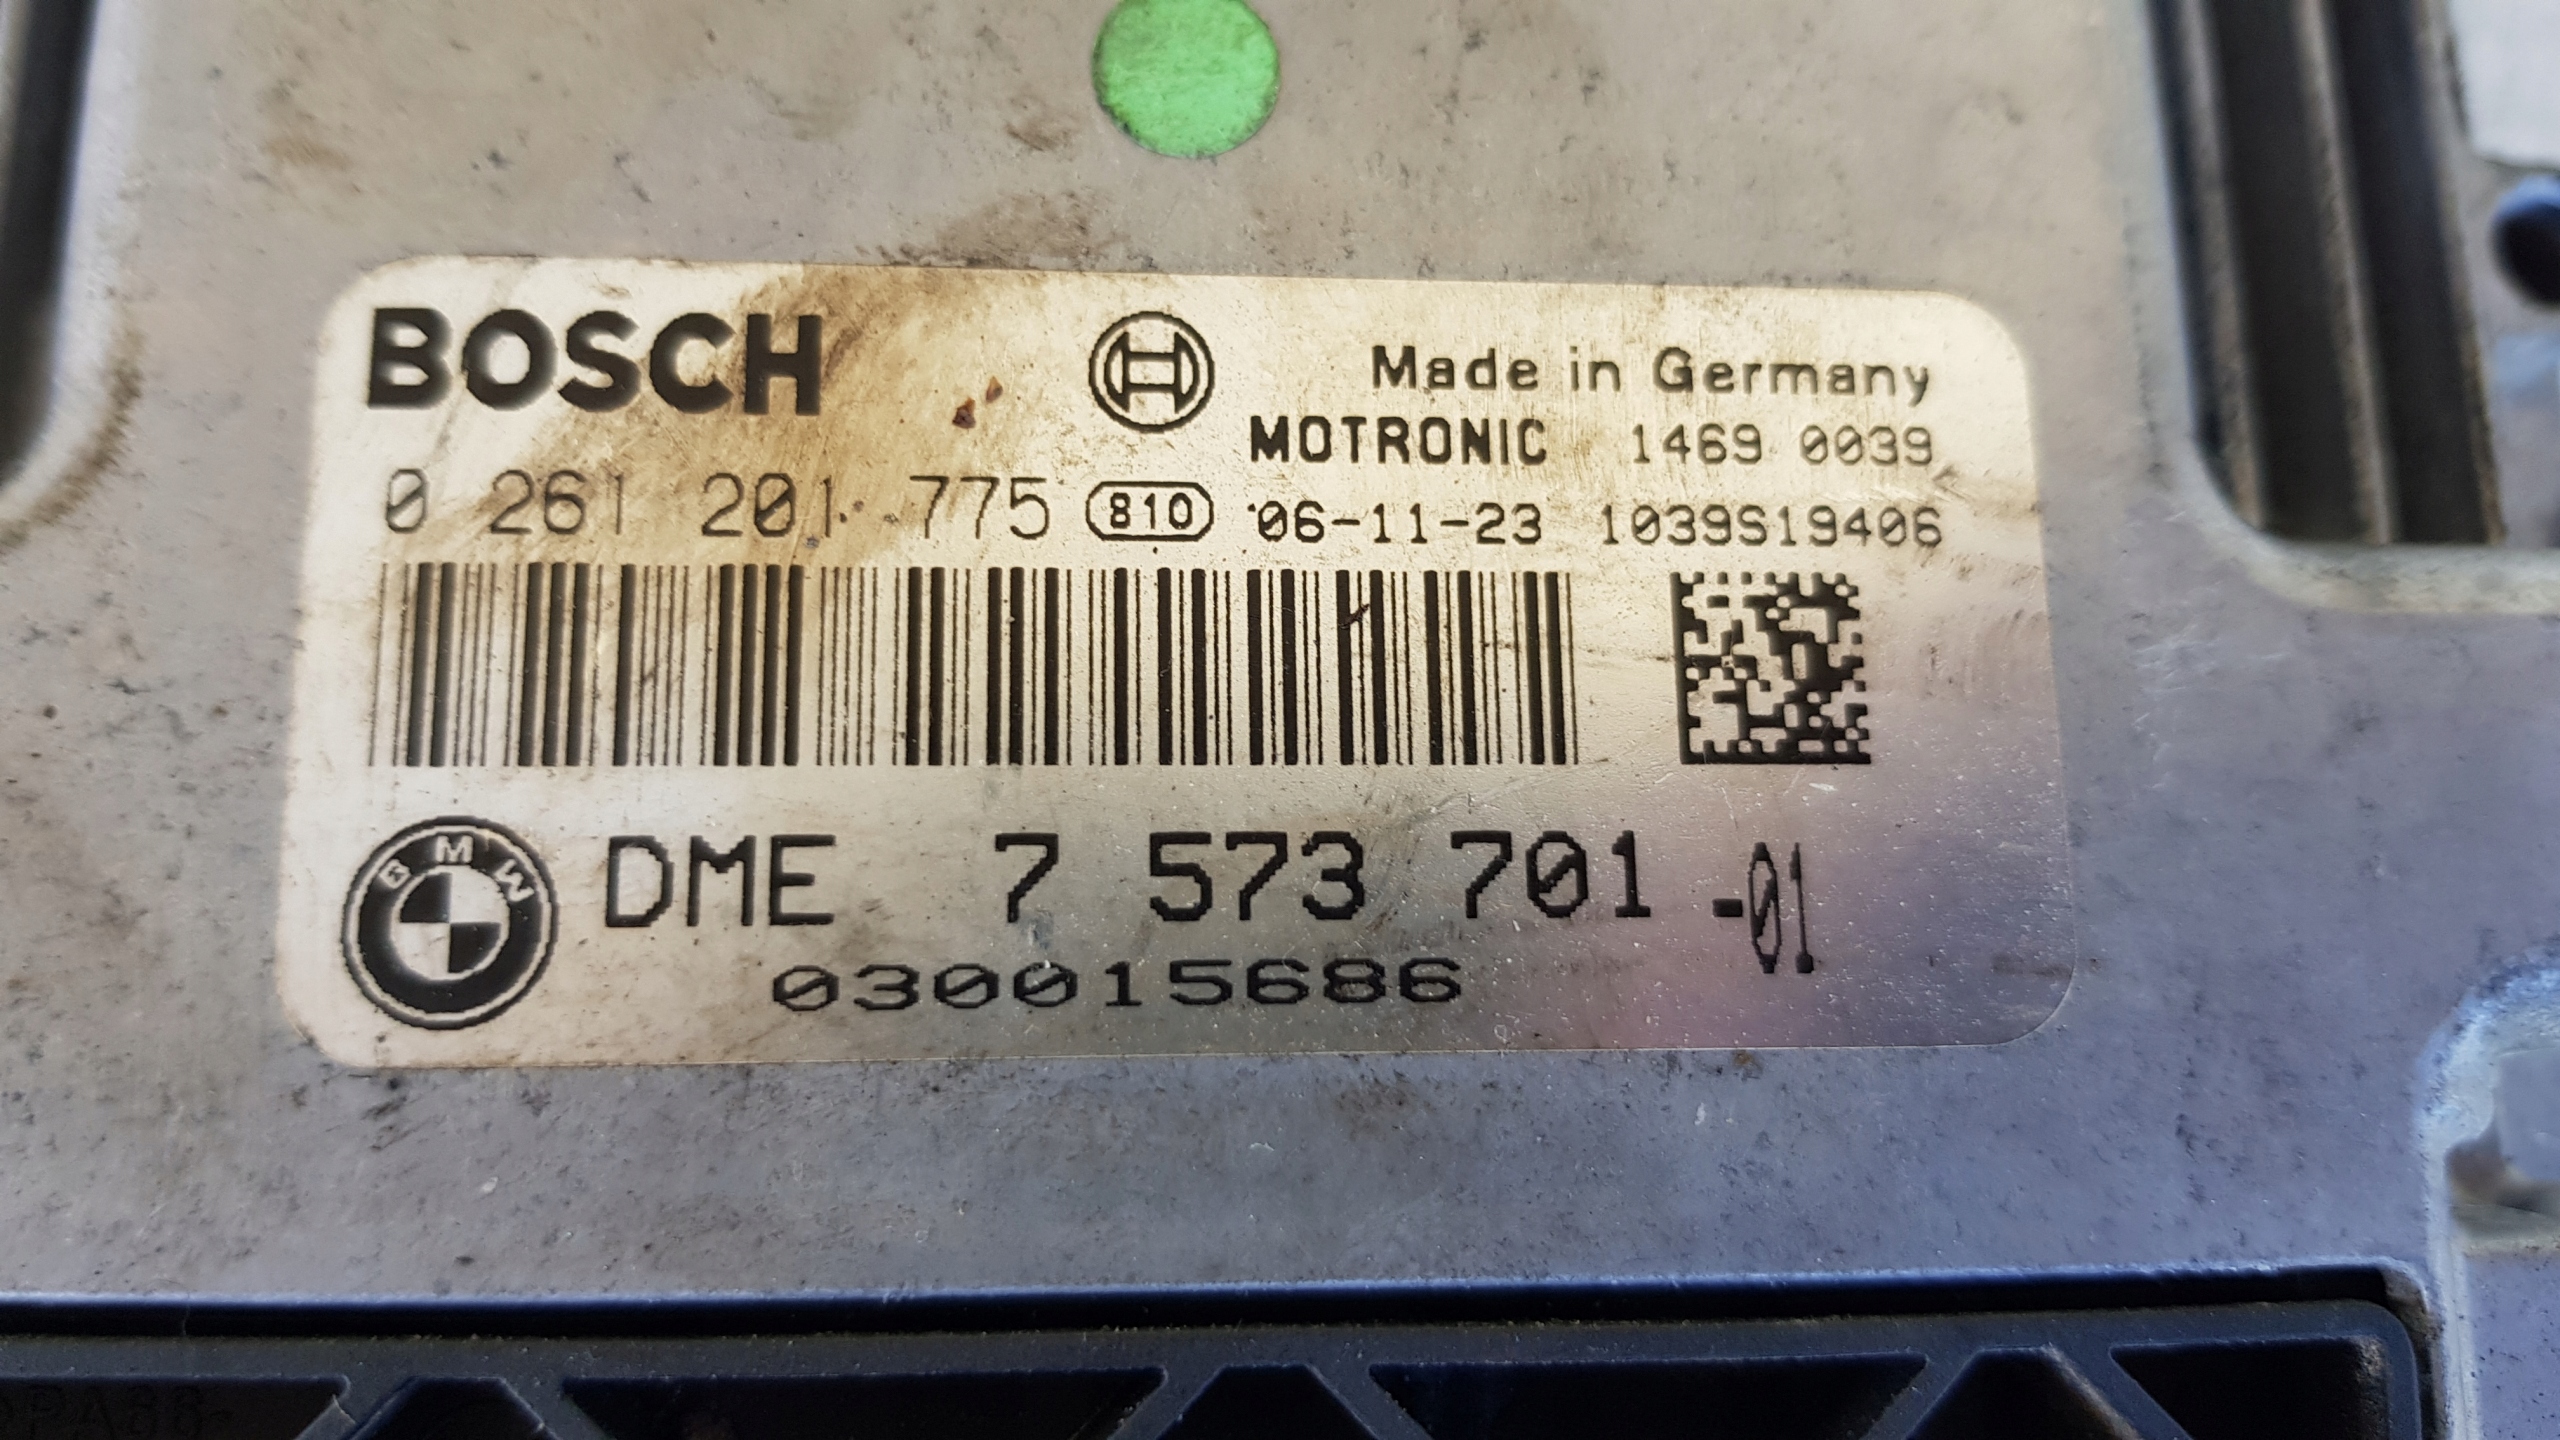 BOSCH
Made in Germany
MOTRONIC 1469 0039
0 261 201 775 810 06-11-23 1039S19406
BMW
DME 7 573 701 -01
030015686